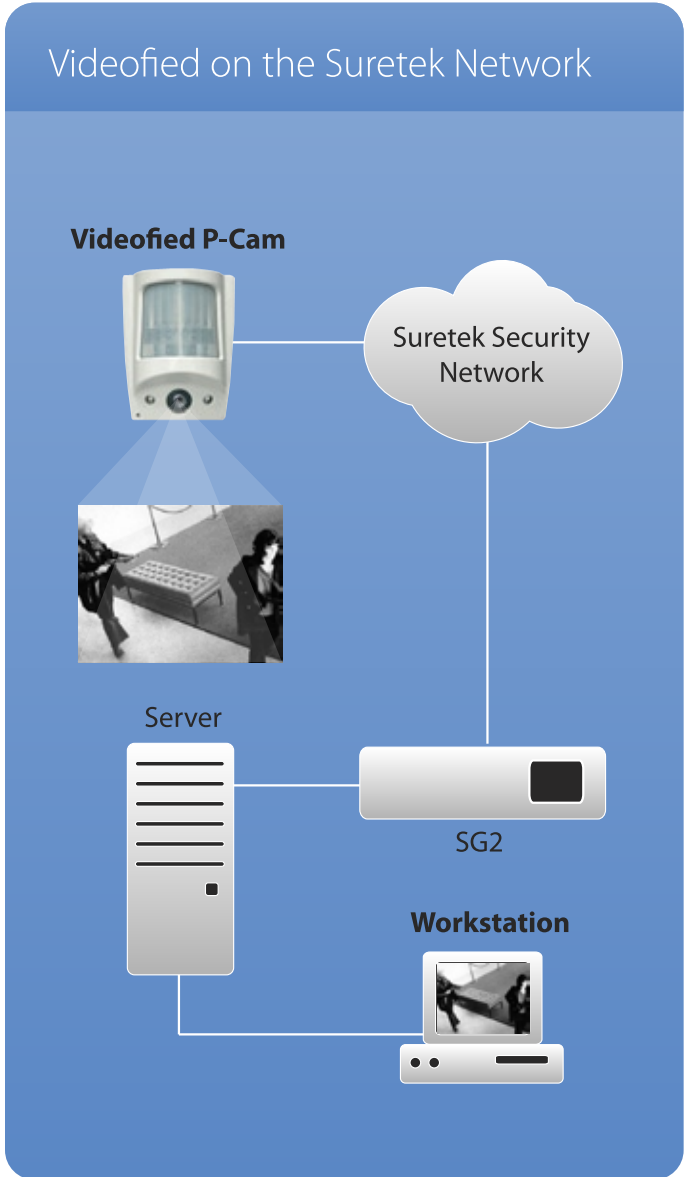 Videofied on the Suretek Network
Videofied P-Cam
Suretek Security
Network
Server
SG2
Workstation